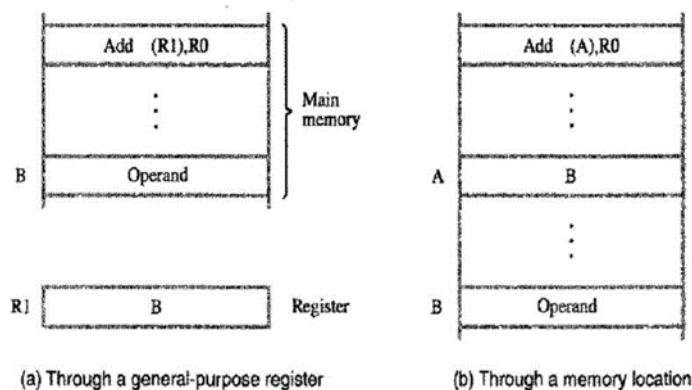 Add (R1),R0
Main
memory
B
Operand
R1
B
Register
(a) Through a general-purpose register
Add (A),R0
A
B
B
Operand
(b) Through a memory location